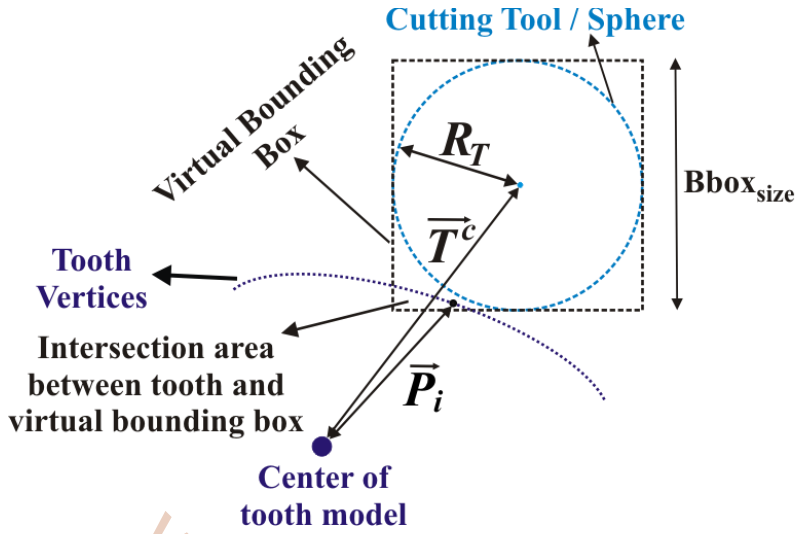 Cutting Tool / Sphere
Virtual Bounding
Box
R_T
Bbox_size
T^c
Tooth
Vertices
Intersection area
between tooth and
virtual bounding box
P_i
Center of
tooth model